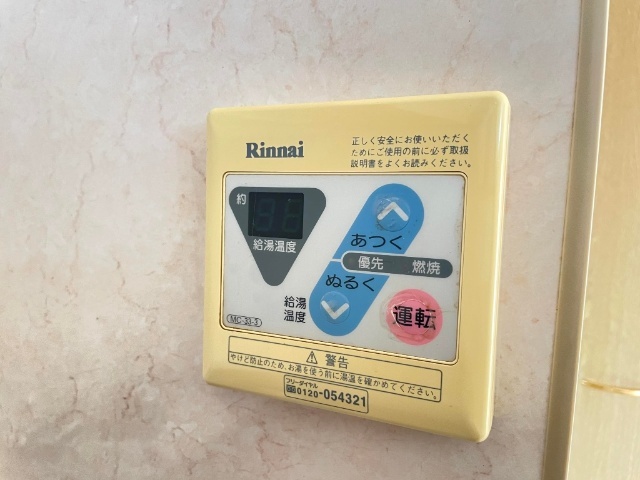 Rinnai
正しく安全にお使いいただく
ためにご使用の前に必ず取扱
説明書をよくお読みください。
約
給湯温度
あつく
優先 燃焼
ぬるく
給湯
温度
MC-33-3
運転
⚠ 警告
やけど防止のため、お湯を使う前に湯温を確かめてください。
フリーダイヤル
0120-054321